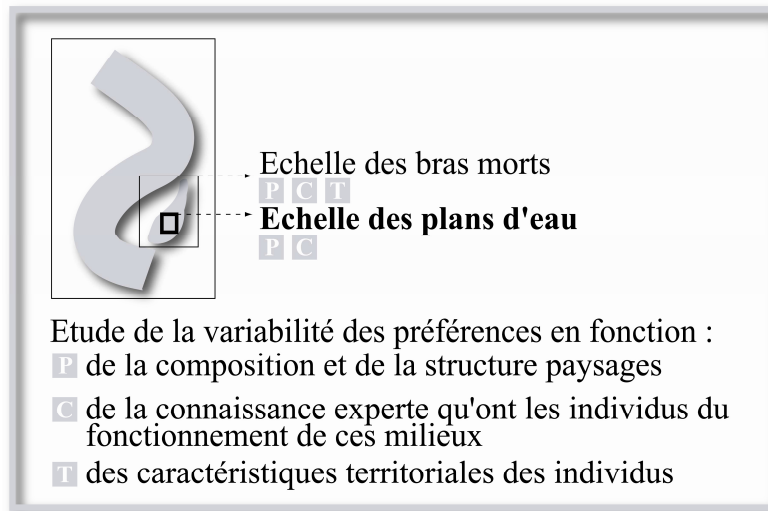 Echelle des bras morts
P C T
Echelle des plans d'eau
P C
Etude de la variabilité des préférences en fonction :
P de la composition et de la structure paysages
C de la connaissance experte qu'ont les individus du
fonctionnement de ces milieux
T des caractéristiques territoriales des individus